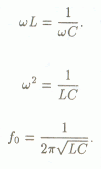 ωL = 1/ωC.
ω² = 1/LC
f₀ = 1/2π√LC.